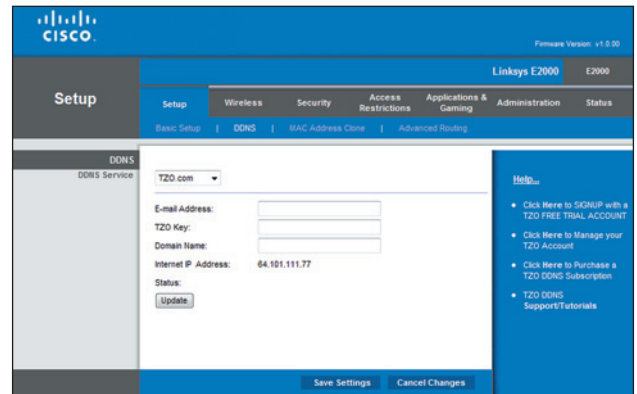 CISCO
Firmware Version: v1.0.00
Linksys E2000 E2000
Setup
Setup Wireless Security Access Restrictions Applications & Gaming Administration Status
Basic Setup | DDNS | MAC Address Clone | Advanced Routing
DDNS
DDNS Service
TZO.com
E-mail Address:
TZO Key:
Domain Name:
Internet IP Address: 64.101.111.77
Status:
Update
Help...
Click Here to SIGNUP with a
TZO FREE TRIAL ACCOUNT
Click Here to Manage your
TZO Account
Click Here to Purchase a
TZO DDNS Subscription
TZO DDNS
Support/Tutorials
Save Settings Cancel Changes